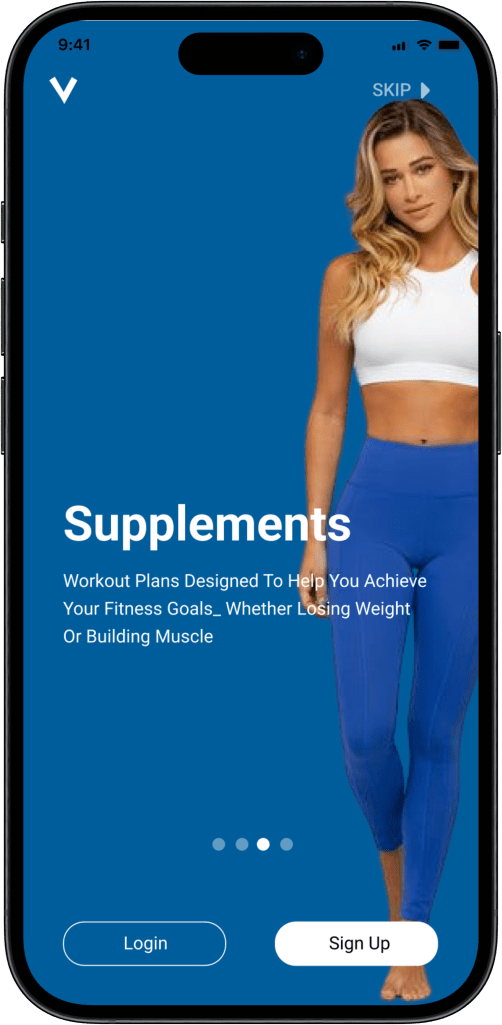 9:41
SKIP
Supplements
Workout Plans Designed To Help You Achieve
Your Fitness Goals_ Whether Losing Weight
Or Building Muscle
Login
Sign Up